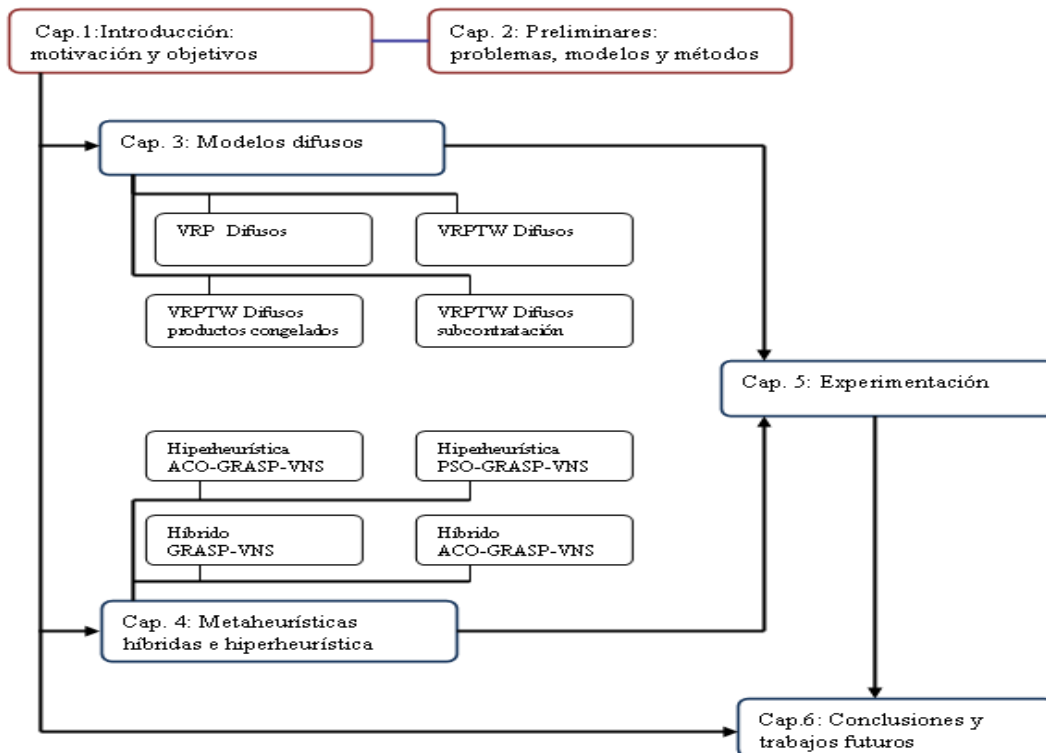 Cap.1:Introducción:
motivación y objetivos
Cap. 2: Preliminares:
problemas, modelos y métodos
Cap. 3: Modelos difusos
VRP Difusos
VRPTW Difusos
VRPTW Difusos
productos congelados
VRPTW Difusos
subcontratación
Cap. 5: Experimentación
Hiperheurística
ACO-GRASP-VNS
Hiperheurística
PSO-GRASP-VNS
Híbrido
GRASP-VNS
Híbrido
ACO-GRASP-VNS
Cap. 4: Metaheurísticas
híbridas e hiperheurística
Cap.6: Conclusiones y
trabajos futuros